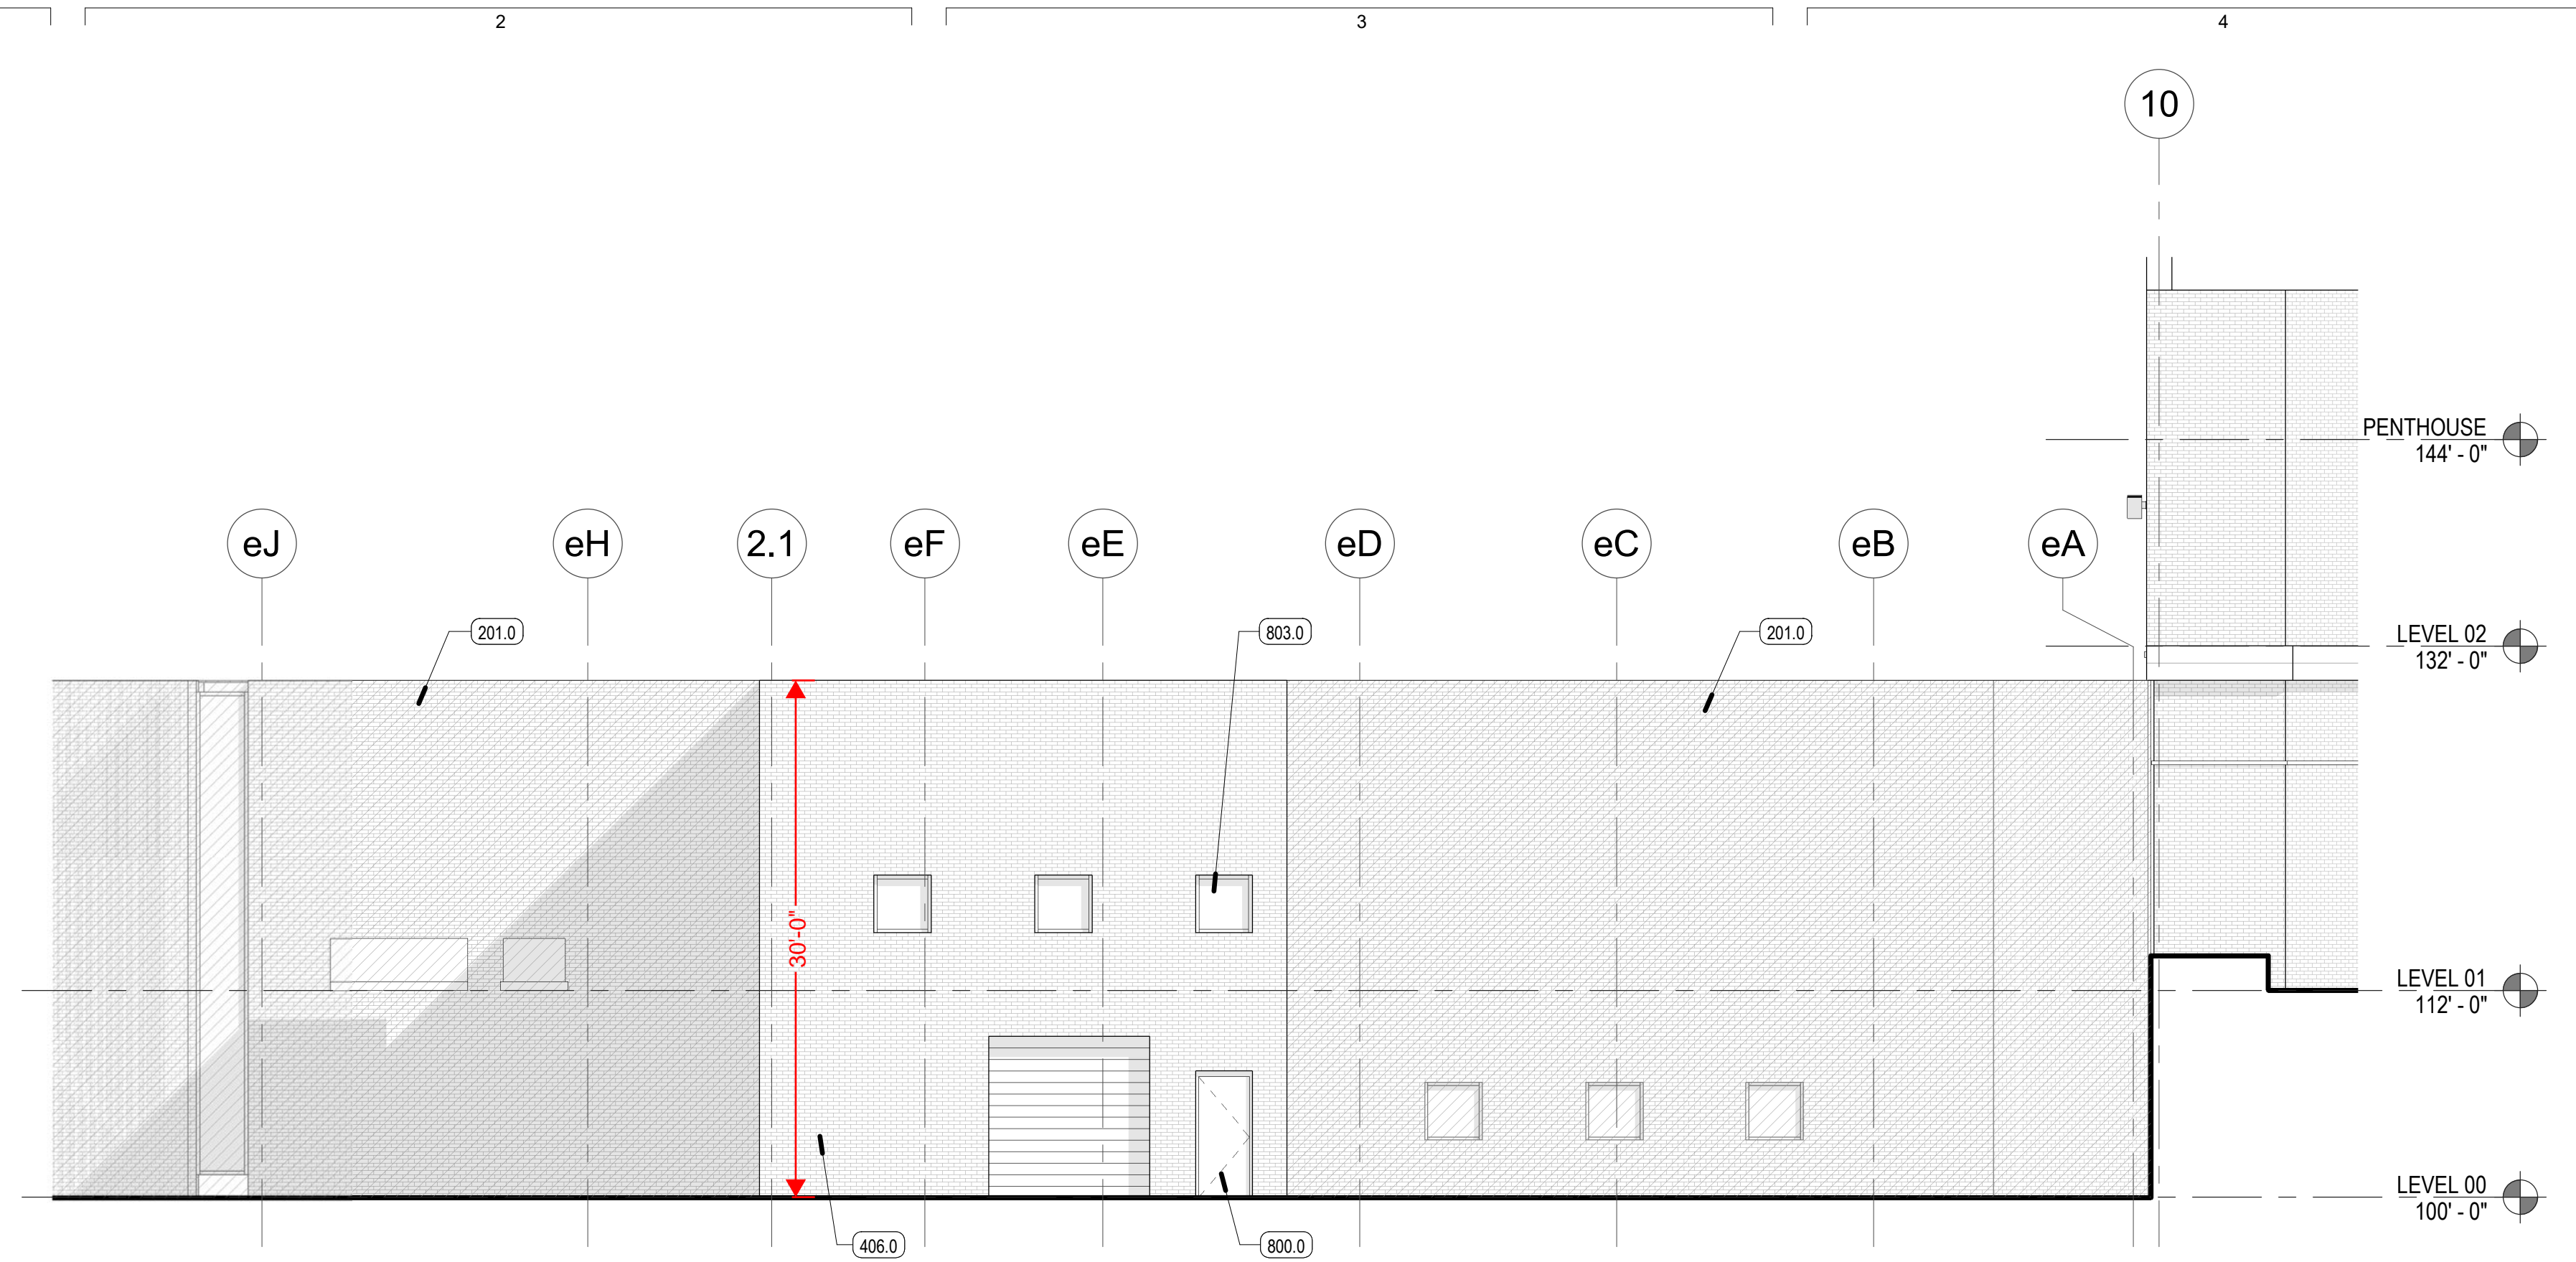 2
3
4
10
PENTHOUSE
144' - 0"
eJ
eH
2.1
eF
eE
eD
eC
eB
eA
201.0
803.0
201.0
LEVEL 02
132' - 0"
30'-0"
LEVEL 01
112' - 0"
LEVEL 00
100' - 0"
406.0
800.0